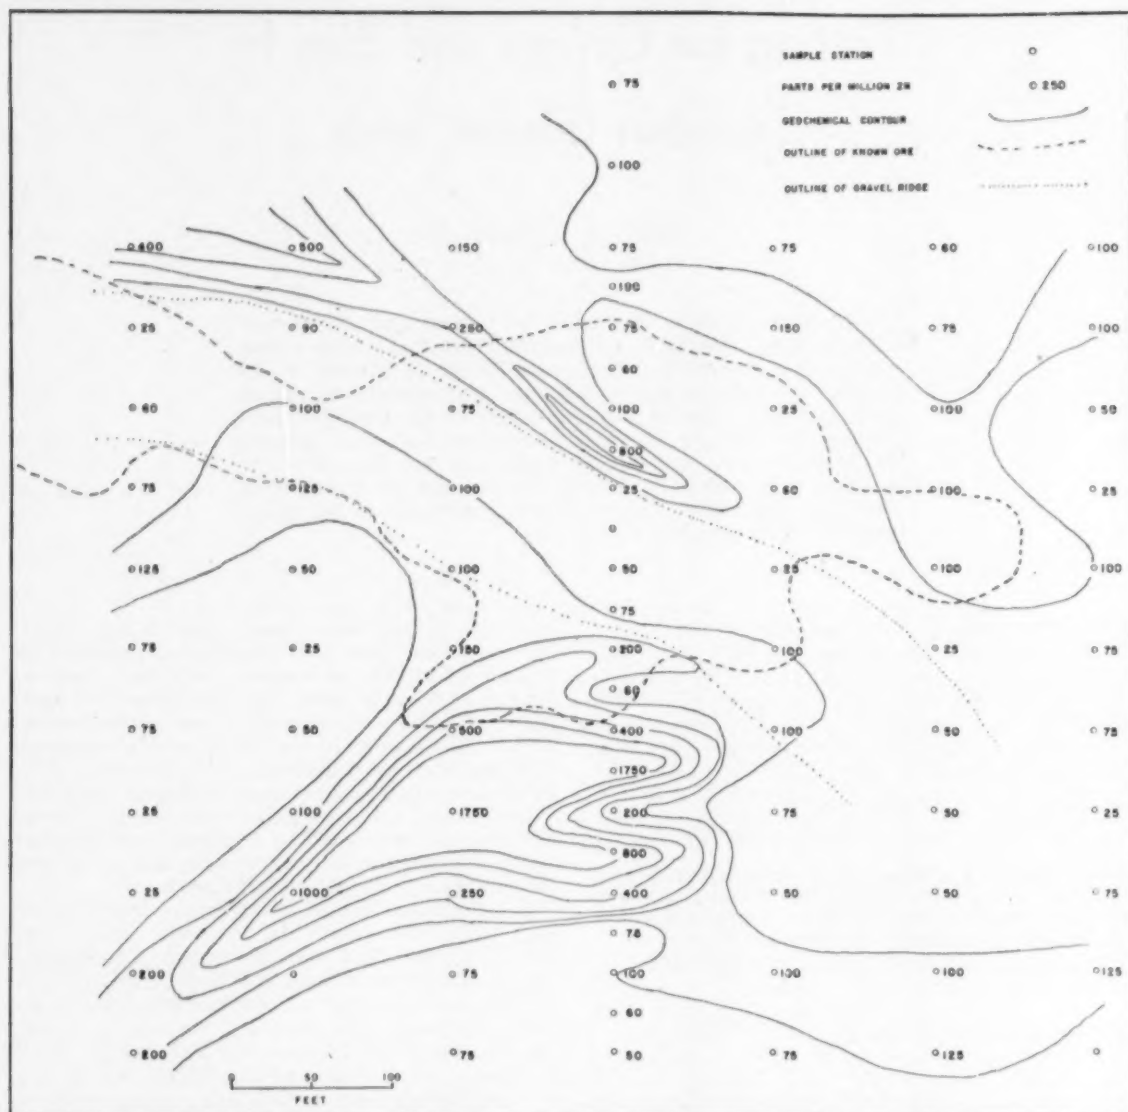 SAMPLE STATION
PARTS PER MILLION ZN 250
GEOCHEMICAL CONTOUR
OUTLINE OF KNOWN ORE
OUTLINE OF GRAVEL RIDGE
75
100
400 500 150 75 75 60 100
100
25 90 250 75 150 75 100
60
60 100 75 100 25 100 50
800
75 125 100 25 60 100 25
125 50 100 50 25 100 100
75
75 25 150 200 100 25 75
60
75 50 500 400 100 50 75
1750
25 100 1750 200 75 50 25
800
25 1000 250 400 50 50 75
75
200 75 100 100 100 125
60
200 75 50 75 125
0 50 100
FEET